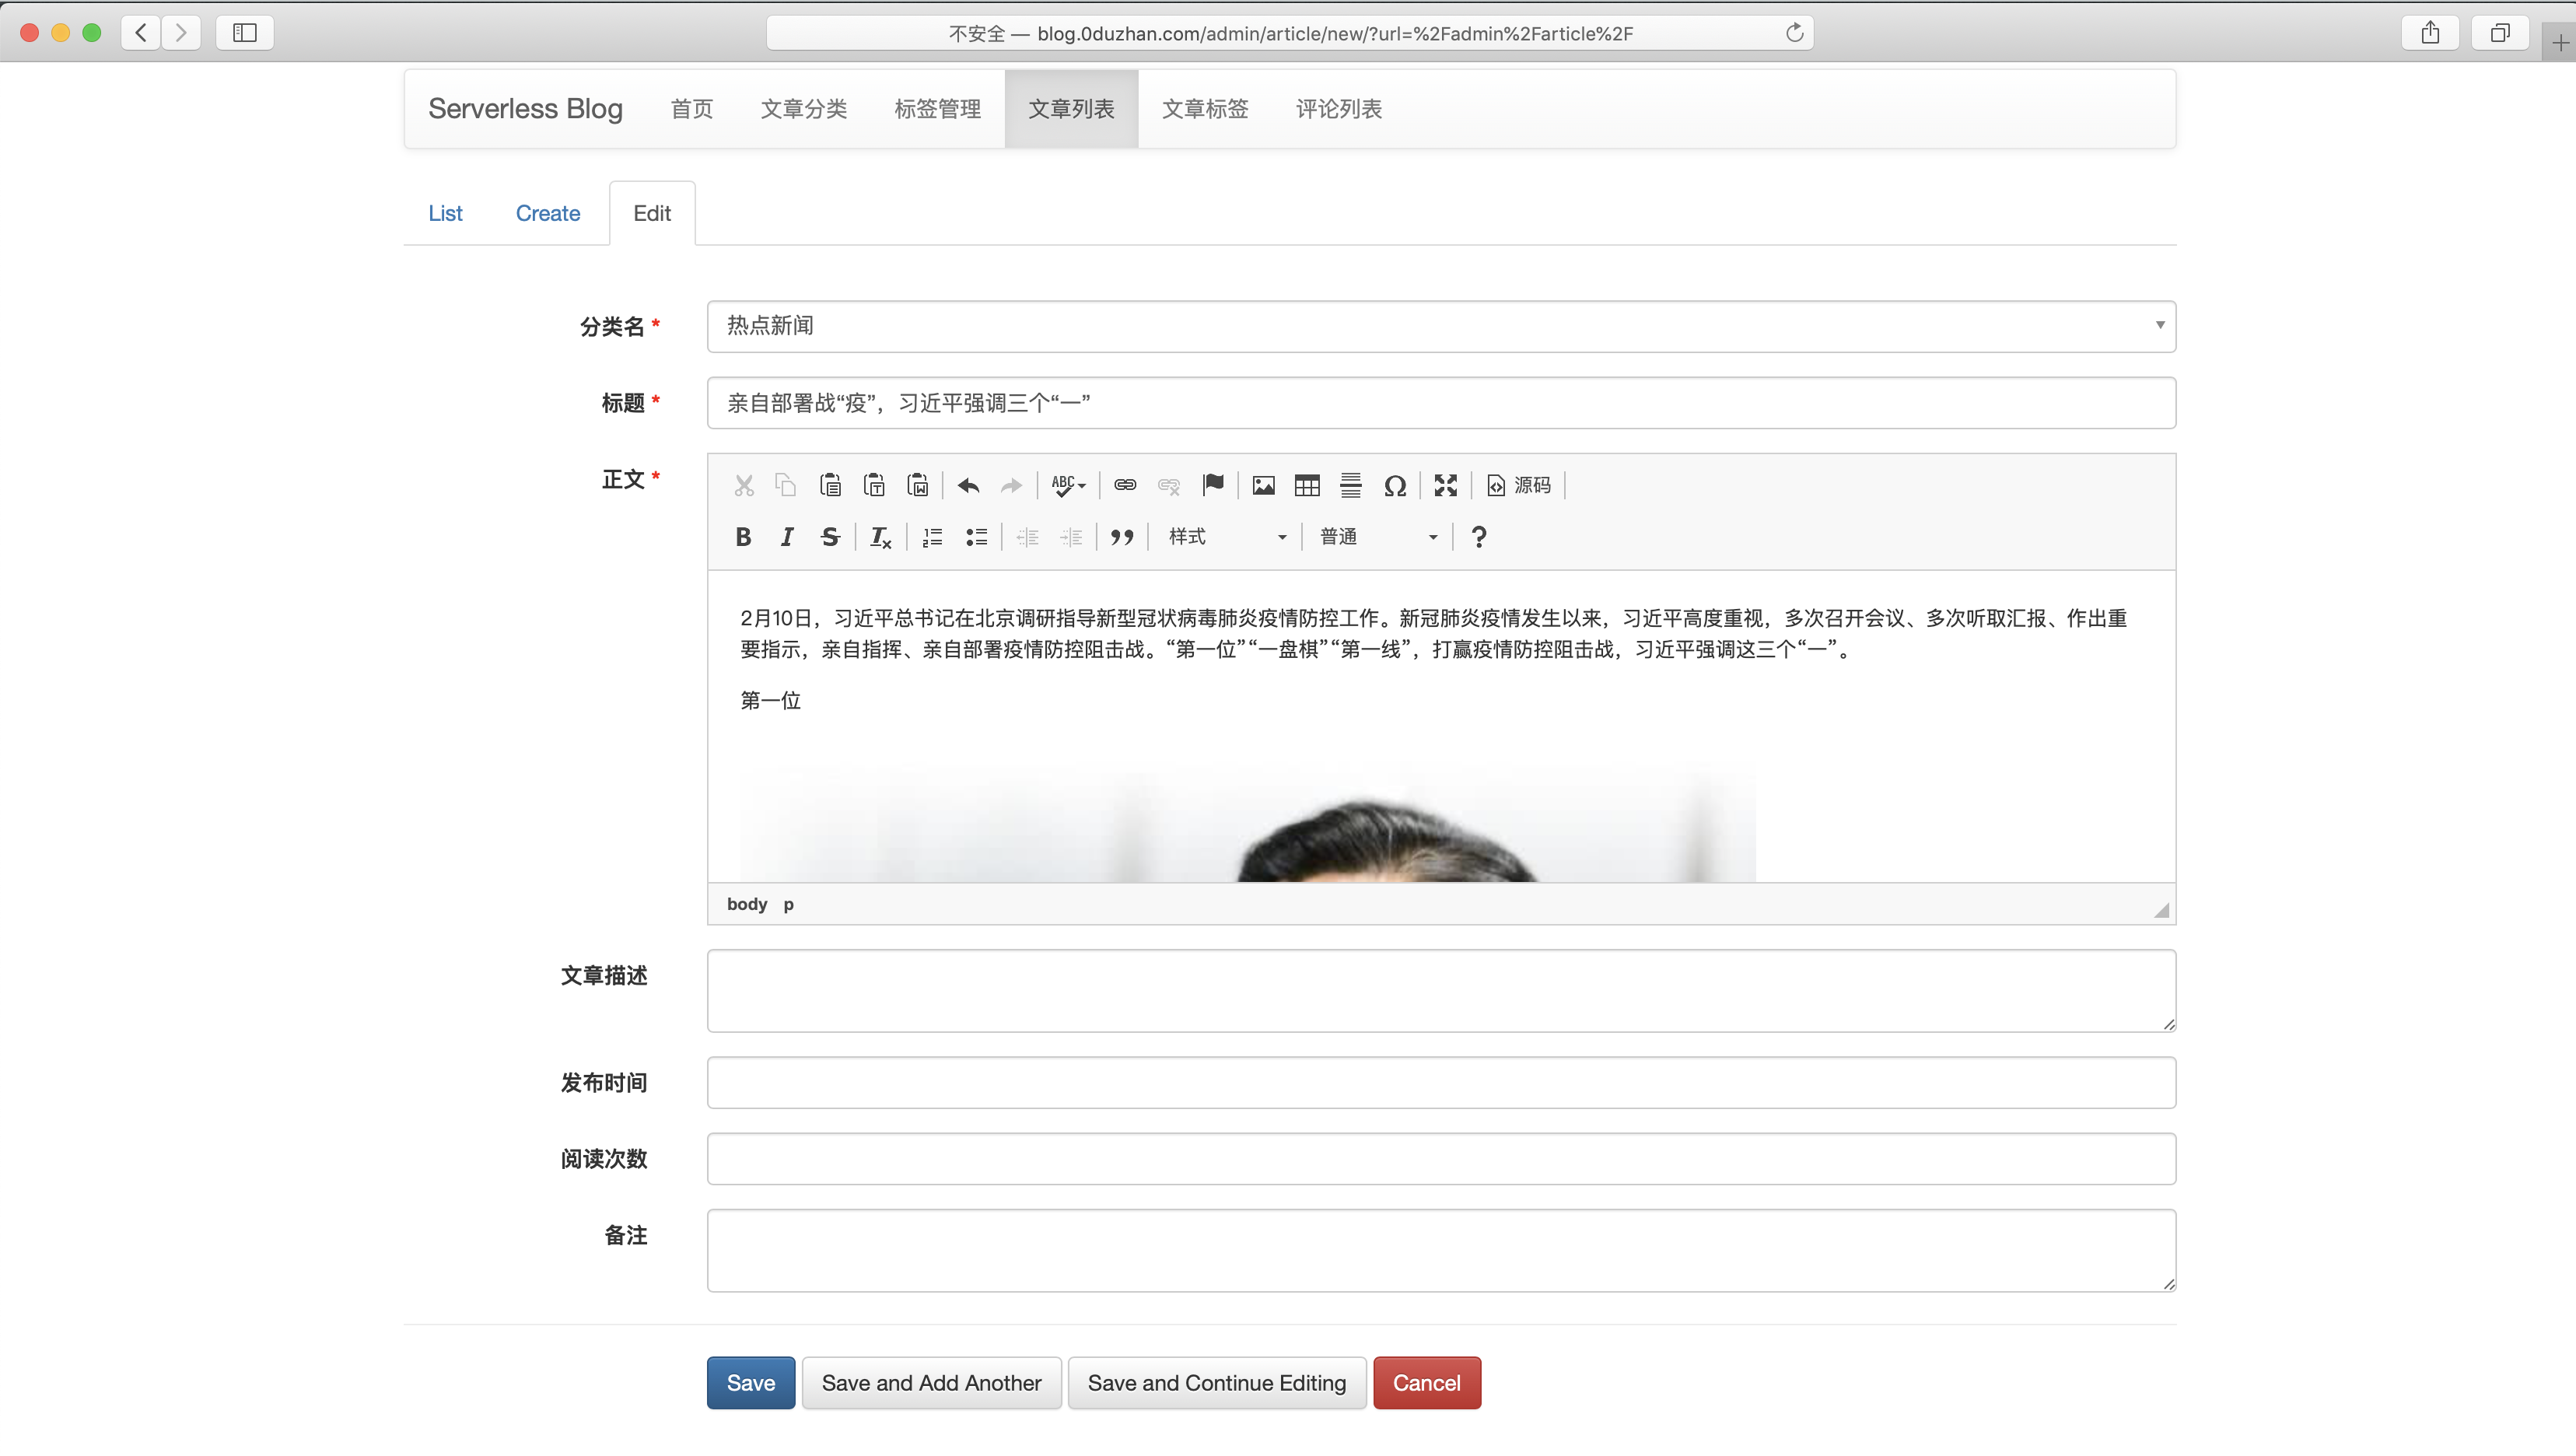 不安全 — blog.0duzhan.com/admin/article/new/?url=%2Fadmin%2Farticle%2F
Serverless Blog 首页 文章分类 标签管理 文章列表 文章标签 评论列表
List Create Edit
分类名 * 热点新闻
标题 * 亲自部署战“疫”，习近平强调三个“一”
正文 *
ABC 源码
B I S Tx 样式 普通 ?
2月10日，习近平总书记在北京调研指导新型冠状病毒肺炎疫情防控工作。新冠肺炎疫情发生以来，习近平高度重视，多次召开会议、多次听取汇报、作出重
要指示，亲自指挥、亲自部署疫情防控阻击战。“第一位”“一盘棋”“第一线”，打赢疫情防控阻击战，习近平强调这三个“一”。
第一位
body p
文章描述
发布时间
阅读次数
备注
Save Save and Add Another Save and Continue Editing Cancel